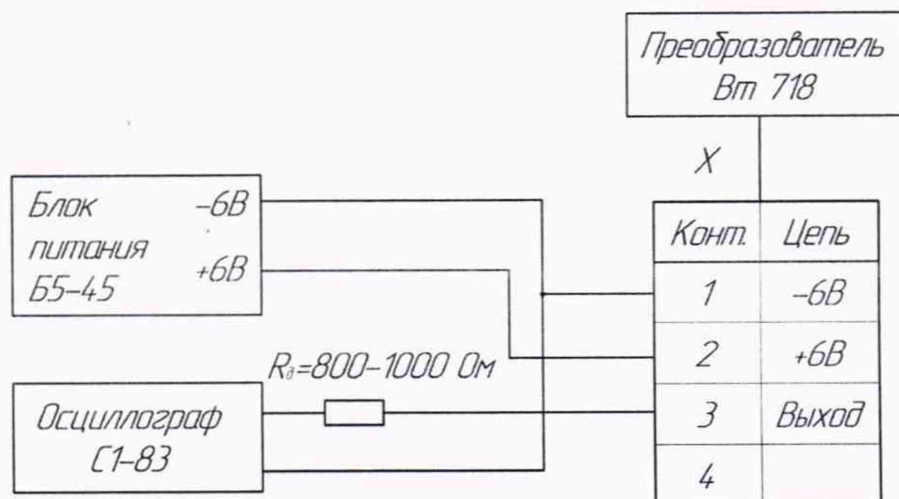 Преобразователь
Вт 718
X
Блок -6В
питания
Б5-45 +6В
Конт. Цепь
1 -6В
2 +6В
Rд=800-1000 Ом
3 Выход
Осциллограф
С1-83
4